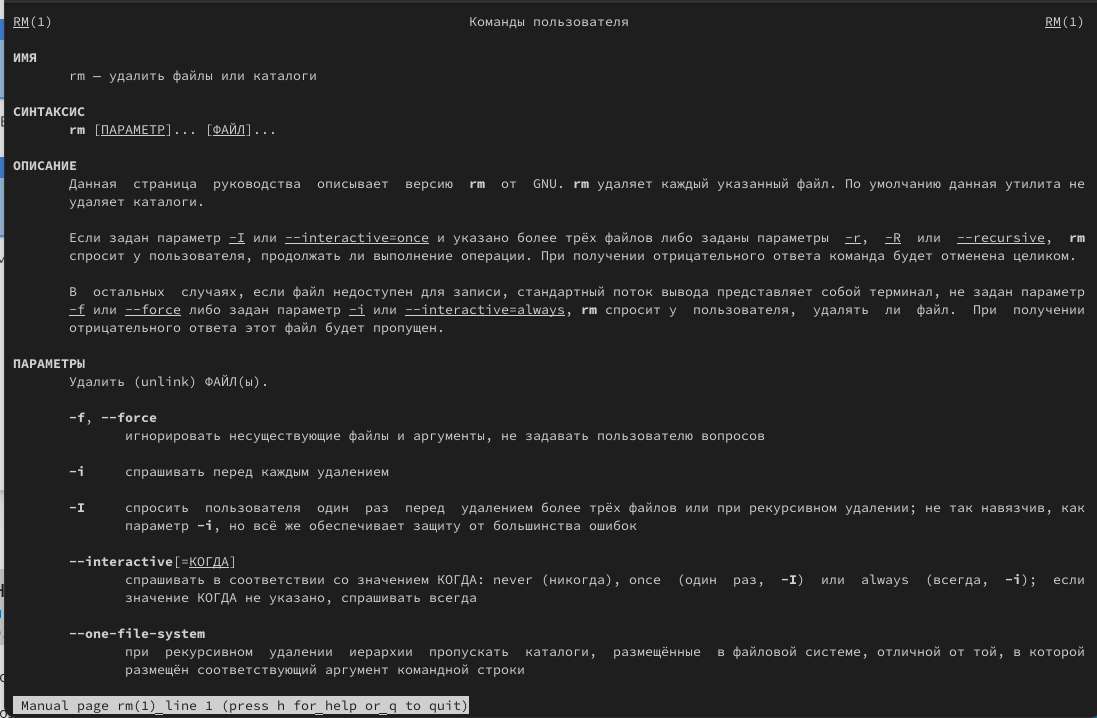 RM(1) Команды пользователя RM(1)
ИМЯ
rm — удалить файлы или каталоги
СИНТАКСИС
rm [ПАРАМЕТР]... [ФАЙЛ]...
ОПИСАНИЕ
Данная страница руководства описывает версию rm от GNU. rm удаляет каждый указанный файл. По умолчанию данная утилита не
удаляет каталоги.
Если задан параметр -I или --interactive=once и указано более трёх файлов либо заданы параметры -r, -R или --recursive, rm
спросит у пользователя, продолжать ли выполнение операции. При получении отрицательного ответа команда будет отменена целиком.
В остальных случаях, если файл недоступен для записи, стандартный поток вывода представляет собой терминал, не задан параметр
-f или --force либо задан параметр -i или --interactive=always, rm спросит у пользователя, удалять ли файл. При получении
отрицательного ответа этот файл будет пропущен.
ПАРАМЕТРЫ
Удалить (unlink) ФАЙЛ(ы).
-f, --force
игнорировать несуществующие файлы и аргументы, не задавать пользователю вопросов
-i спрашивать перед каждым удалением
-I спросить пользователя один раз перед удалением более трёх файлов или при рекурсивном удалении; не так навязчив, как
параметр -i, но всё же обеспечивает защиту от большинства ошибок
--interactive[=КОГДА]
спрашивать в соответствии со значением КОГДА: never (никогда), once (один раз, -I) или always (всегда, -i); если
значение КОГДА не указано, спрашивать всегда
--one-file-system
при рекурсивном удалении иерархии пропускать каталоги, размещённые в файловой системе, отличной от той, в которой
размещён соответствующий аргумент командной строки
Manual page rm(1) line 1 (press h for help or q to quit)